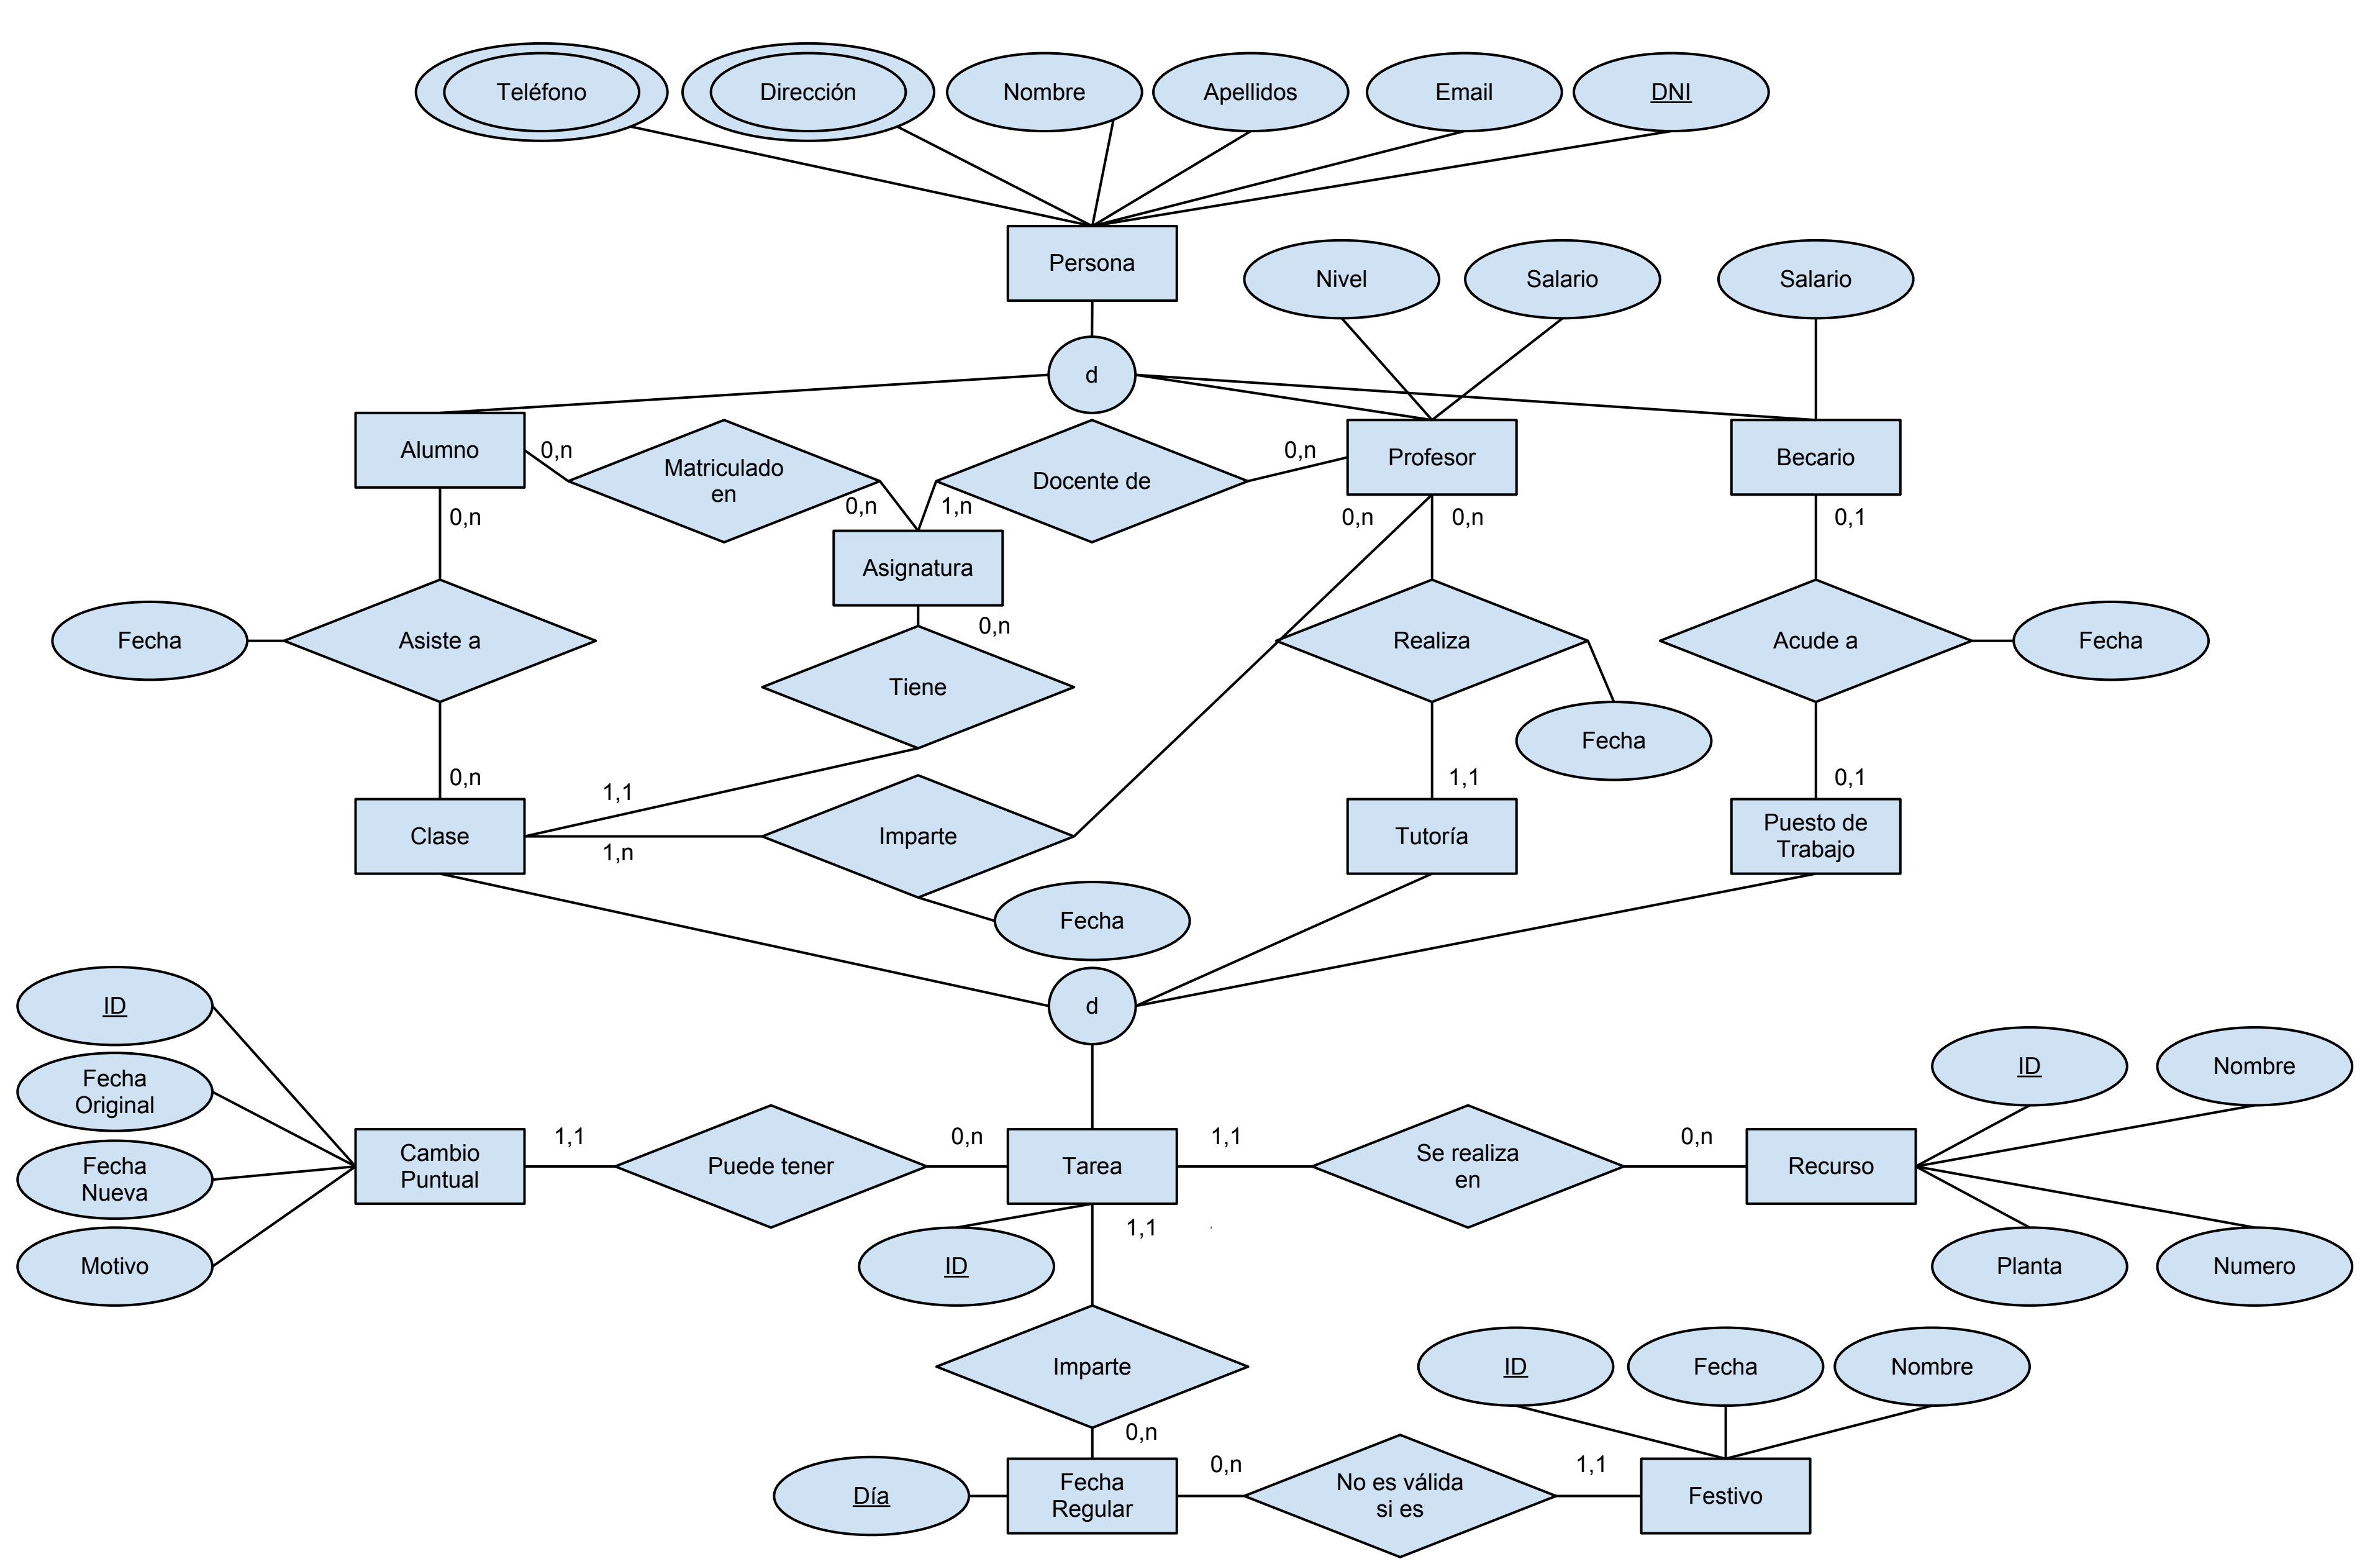 Teléfono
Dirección
Nombre
Apellidos
Email
DNI
Persona
Nivel
Salario
Salario
d
Alumno
0,n
Matriculado
en
0,n
Docente de
1,n
0,n
Profesor
Becario
0,n
0,n
0,n
0,1
Asignatura
0,n
Fecha
Asiste a
Tiene
Realiza
Acude a
Fecha
Fecha
0,n
1,1
1,1
0,1
Clase
1,n
Imparte
Tutoría
Puesto de
Trabajo
Fecha
d
ID
Fecha
Original
Fecha
Nueva
Motivo
Cambio
Puntual
1,1
Puede tener
0,n
Tarea
1,1
Se realiza
en
0,n
Recurso
ID
Nombre
Planta
Numero
1,1
ID
Imparte
0,n
ID
Fecha
Nombre
Día
Fecha
Regular
0,n
No es válida
si es
1,1
Festivo